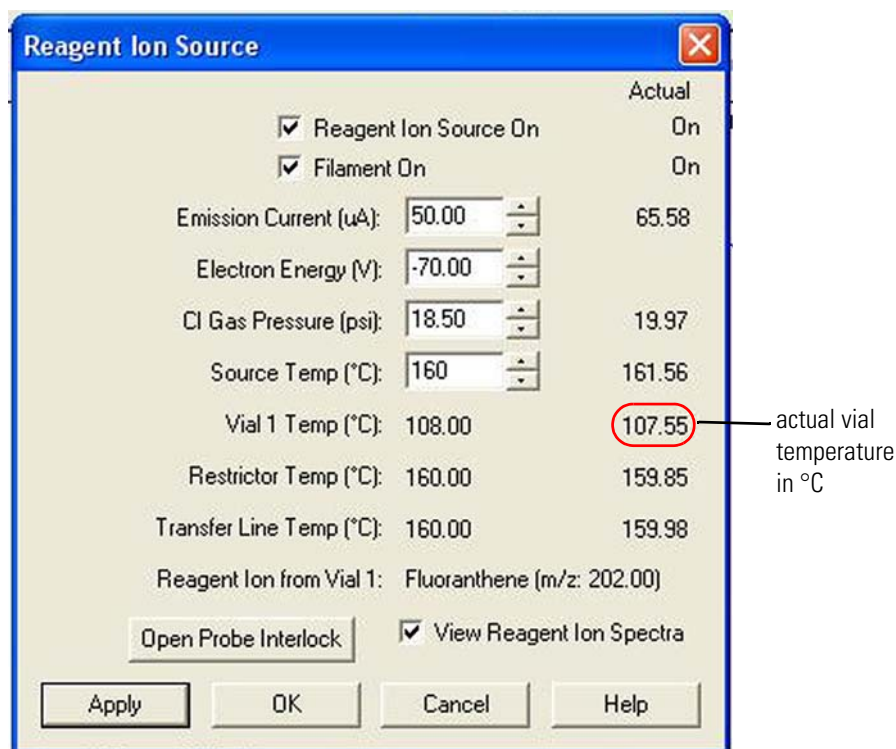 Reagent Ion Source
Actual
Reagent Ion Source On On
Filament On On
Emission Current (uA): 50.00 65.58
Electron Energy (V): -70.00
CI Gas Pressure (psi): 18.50 19.97
Source Temp (°C): 160 161.56
Vial 1 Temp (°C): 108.00 107.55
actual vial
temperature
in °C
Restrictor Temp (°C): 160.00 159.85
Transfer Line Temp (°C): 160.00 159.98
Reagent Ion from Vial 1: Fluoranthene (m/z: 202.00)
Open Probe Interlock View Reagent Ion Spectra
Apply OK Cancel Help